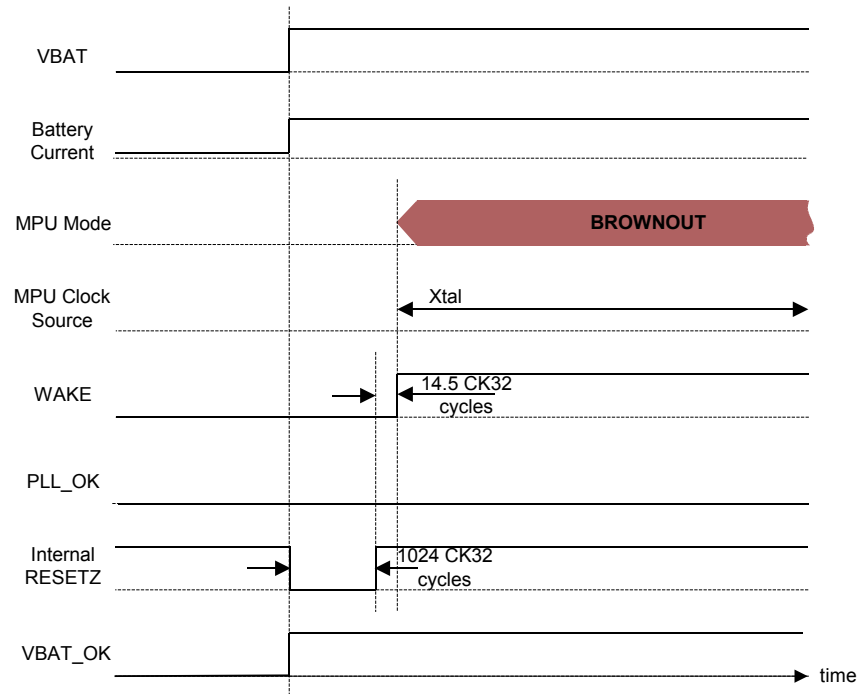 VBAT
Battery
Current
MPU Mode
BROWNOUT
MPU Clock
Source
Xtal
WAKE
14.5 CK32
cycles
PLL_OK
Internal
RESETZ
1024 CK32
cycles
VBAT_OK
time